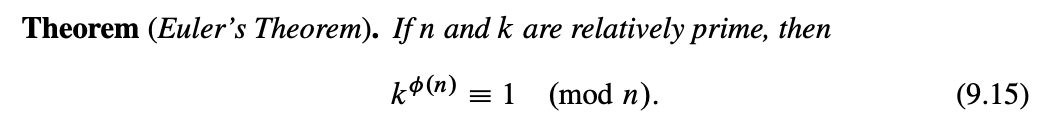 Theorem (Euler's Theorem). If n and k are relatively prime, then
k^ϕ(n) ≡ 1 (mod n). (9.15)